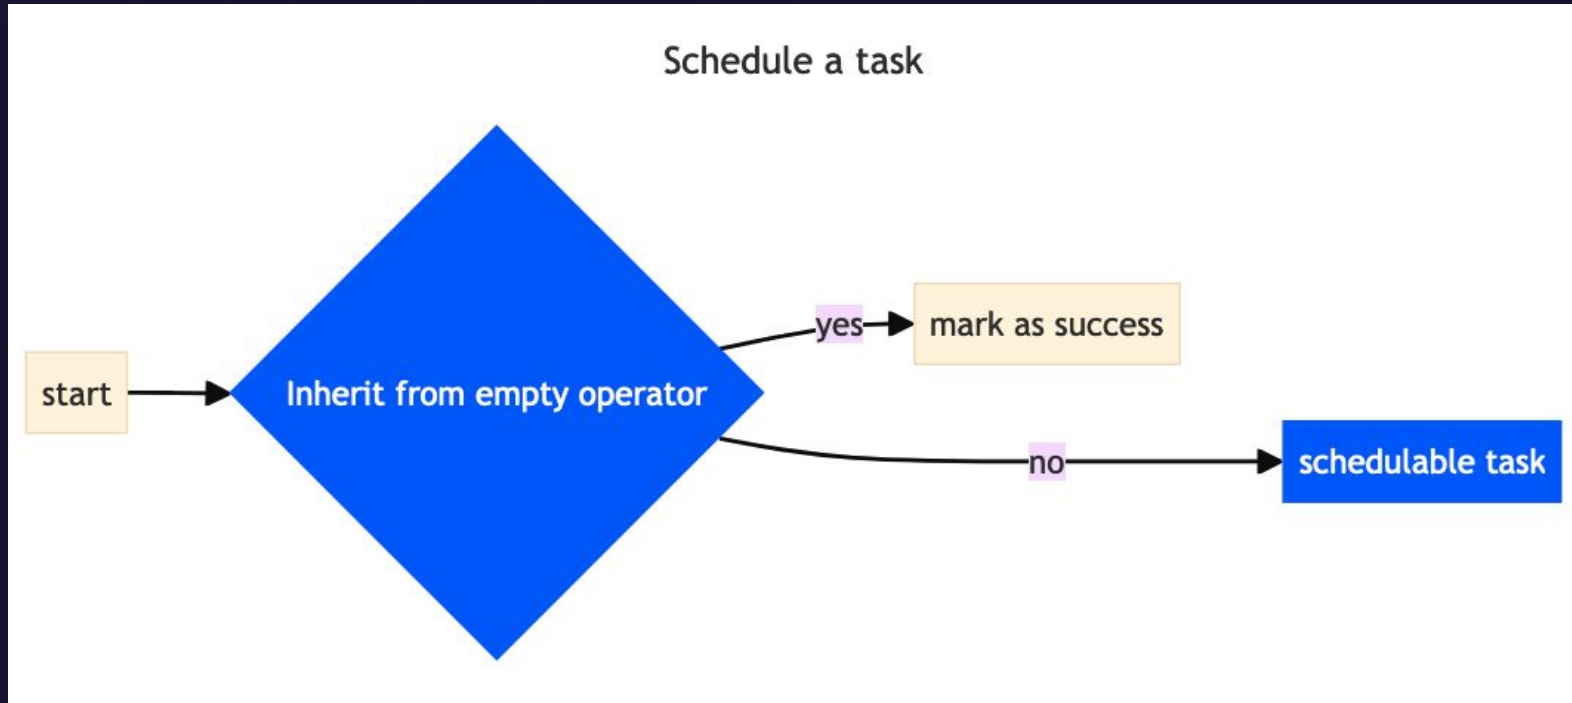 Schedule a task
start
Inherit from empty operator
yes
mark as success
no
schedulable task